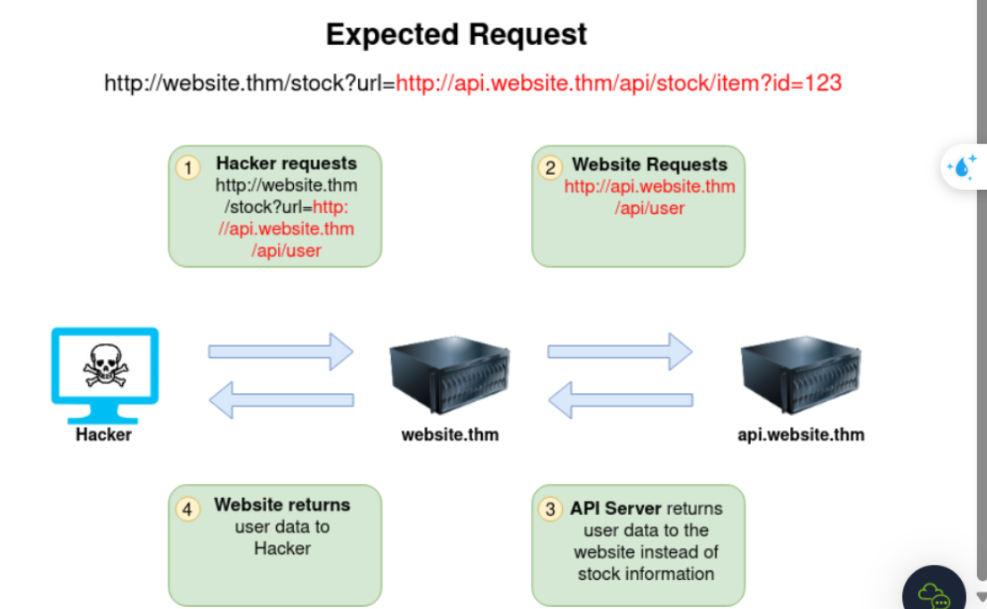 Expected Request
http://website.thm/stock?url=http://api.website.thm/api/stock/item?id=123
1 Hacker requests
http://website.thm
/stock?url=http:
//api.website.thm
/api/user
2 Website Requests
http://api.website.thm
/api/user
Hacker
website.thm
api.website.thm
4 Website returns
user data to
Hacker
3 API Server returns
user data to the
website instead of
stock information